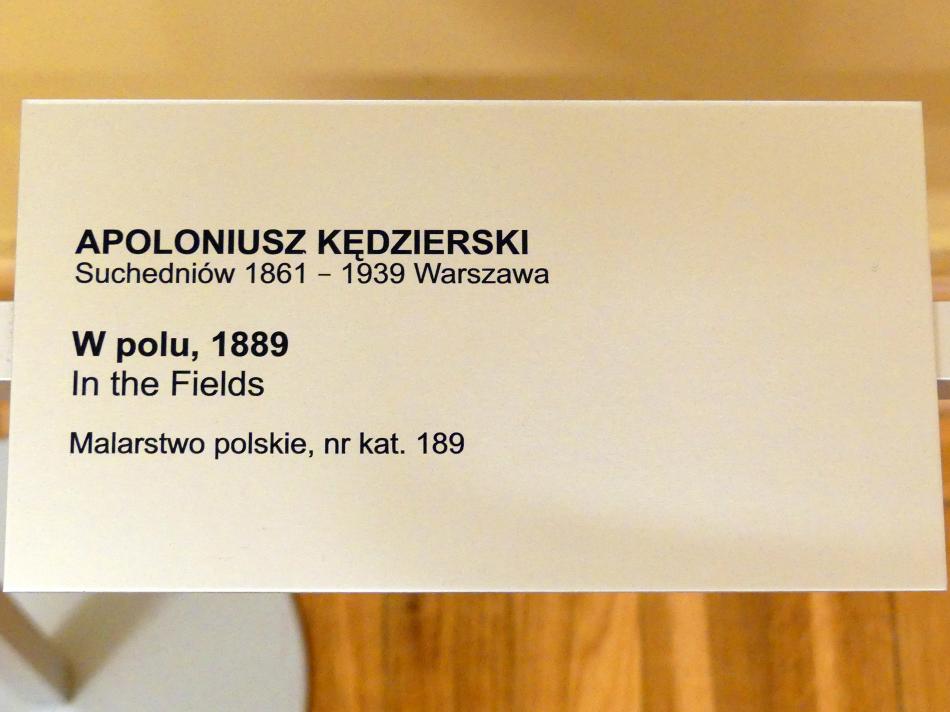 APOLONIUSZ KĘDZIERSKI
Suchedniów 1861 – 1939 Warszawa
W polu, 1889
In the Fields
Malarstwo polskie, nr kat. 189